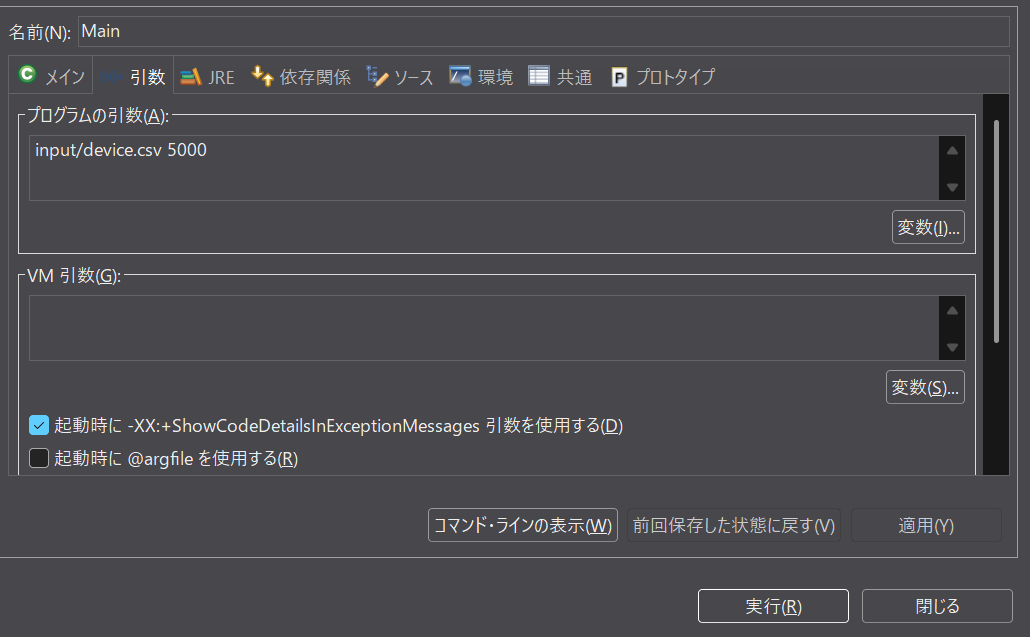 名前(N): Main
メイン 引数 JRE 依存関係 ソース 環境 共通 プロトタイプ
プログラムの引数(A):
input/device.csv 5000
変数(I)...
VM 引数(G):
変数(S)...
起動時に -XX:+ShowCodeDetailsInExceptionMessages 引数を使用する(D)
起動時に @argfile を使用する(R)
コマンド・ラインの表示(W) 前回保存した状態に戻す(V) 適用(Y)
実行(R) 閉じる